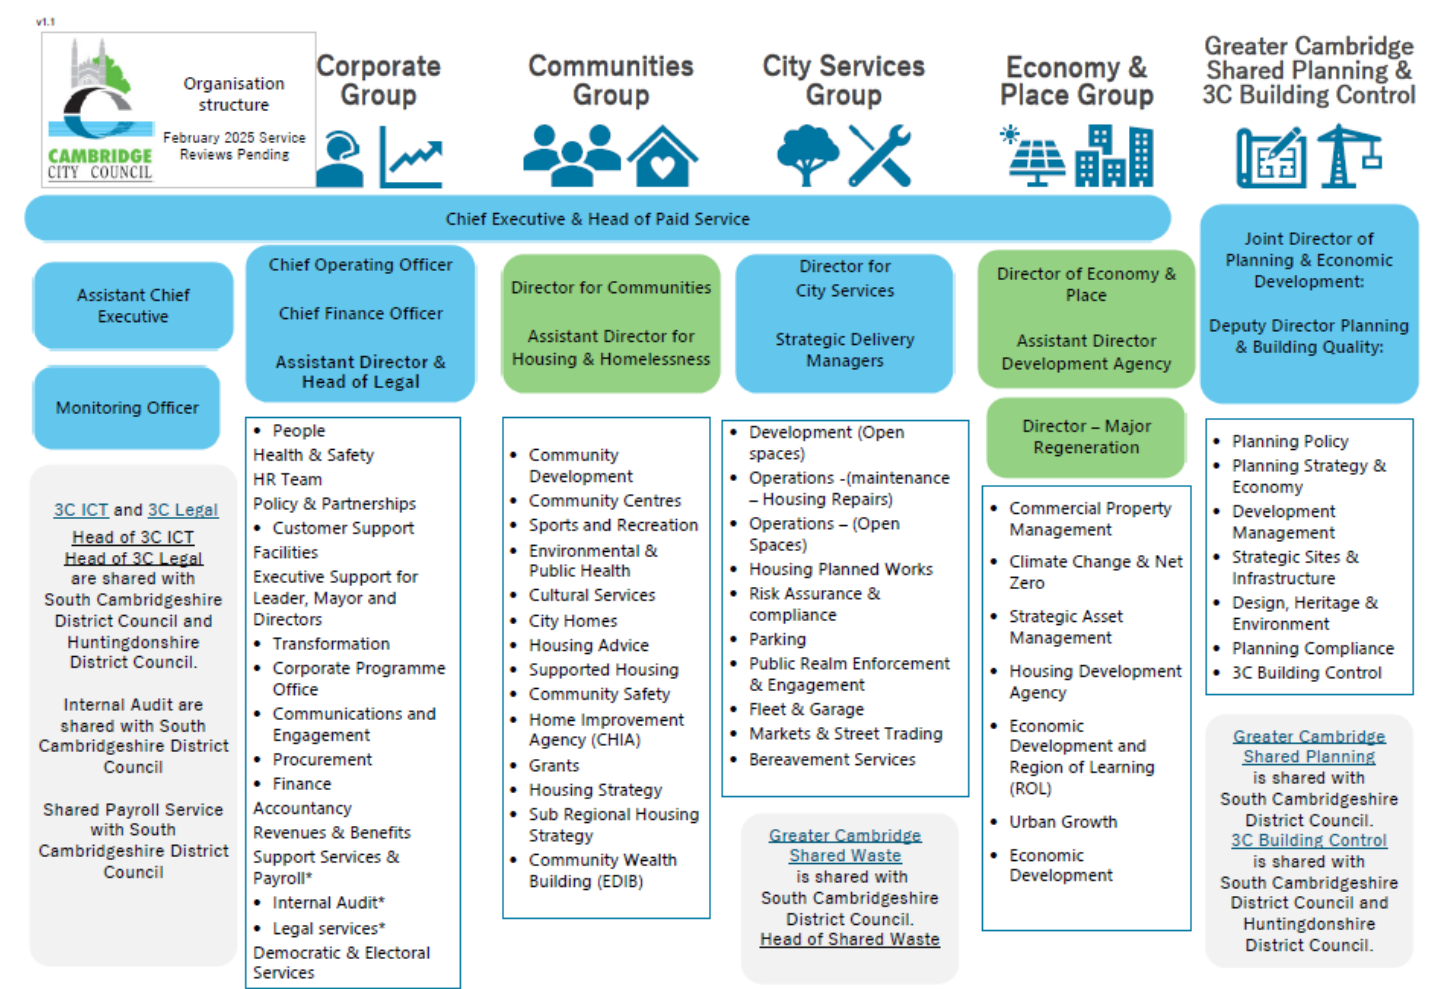 v1.1
CAMBRIDGE
CITY COUNCIL
Organisation
structure
February 2025 Service
Reviews Pending
Corporate
Group
Communities
Group
City Services
Group
Economy &
Place Group
Greater Cambridge
Shared Planning &
3C Building Control
Chief Executive & Head of Paid Service
Assistant Chief
Executive
Monitoring Officer
3C ICT and 3C Legal
Head of 3C ICT
Head of 3C Legal
are shared with
South Cambridgeshire
District Council and
Huntingdonshire
District Council.
Internal Audit are
shared with South
Cambridgeshire District
Council
Shared Payroll Service
with South
Cambridgeshire District
Council
Chief Operating Officer
Chief Finance Officer
Assistant Director &
Head of Legal
• People
Health & Safety
HR Team
Policy & Partnerships
• Customer Support
Facilities
Executive Support for
Leader, Mayor and
Directors
• Transformation
• Corporate Programme
Office
• Communications and
Engagement
• Procurement
• Finance
Accountancy
Revenues & Benefits
Support Services &
Payroll*
• Internal Audit*
• Legal services*
Democratic & Electoral
Services
Director for Communities
Assistant Director for
Housing & Homelessness
• Community
Development
• Community Centres
• Sports and Recreation
• Environmental &
Public Health
• Cultural Services
• City Homes
• Housing Advice
• Supported Housing
• Community Safety
• Home Improvement
Agency (CHIA)
• Grants
• Housing Strategy
• Sub Regional Housing
Strategy
• Community Wealth
Building (EDIB)
Director for
City Services
Strategic Delivery
Managers
• Development (Open
spaces)
• Operations -(maintenance
– Housing Repairs)
• Operations – (Open
Spaces)
• Housing Planned Works
• Risk Assurance &
compliance
• Parking
• Public Realm Enforcement
& Engagement
• Fleet & Garage
• Markets & Street Trading
• Bereavement Services
Greater Cambridge
Shared Waste
is shared with
South Cambridgeshire
District Council.
Head of Shared Waste
Director of Economy &
Place
Assistant Director
Development Agency
Director – Major
Regeneration
• Commercial Property
Management
• Climate Change & Net
Zero
• Strategic Asset
Management
• Housing Development
Agency
• Economic
Development and
Region of Learning
(ROL)
• Urban Growth
• Economic
Development
Joint Director of
Planning & Economic
Development:
Deputy Director Planning
& Building Quality:
• Planning Policy
• Planning Strategy &
Economy
• Development
Management
• Strategic Sites &
Infrastructure
• Design, Heritage &
Environment
• Planning Compliance
• 3C Building Control
Greater Cambridge
Shared Planning
is shared with
South Cambridgeshire
District Council.
3C Building Control
is shared with
South Cambridgeshire
District Council and
Huntingdonshire
District Council.